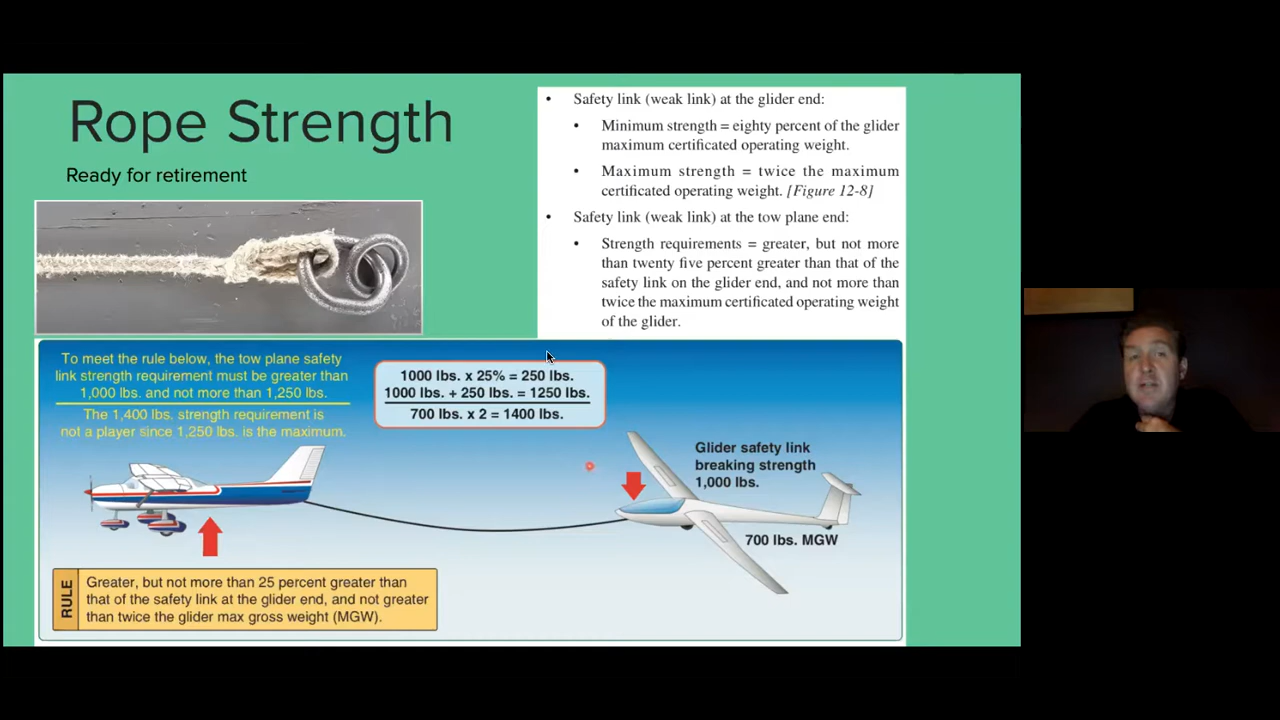 Rope Strength
Ready for retirement
• Safety link (weak link) at the glider end:
• Minimum strength = eighty percent of the glider
maximum certificated operating weight.
• Maximum strength = twice the maximum
certificated operating weight. [Figure 12-8]
• Safety link (weak link) at the tow plane end:
• Strength requirements = greater, but not more
than twenty five percent greater than that of the
safety link on the glider end, and not more than
twice the maximum certificated operating weight
of the glider.
To meet the rule below, the tow plane safety
link strength requirement must be greater than
1,000 lbs. and not more than 1,250 lbs.
The 1,400 lbs. strength requirement is
not a player since 1,250 lbs. is the maximum.
1000 lbs. x 25% = 250 lbs.
1000 lbs. + 250 lbs. = 1250 lbs.
700 lbs. x 2 = 1400 lbs.
Glider safety link
breaking strength
1,000 lbs.
700 lbs. MGW
RULE
Greater, but not more than 25 percent greater than
that of the safety link at the glider end, and not greater
than twice the glider max gross weight (MGW).